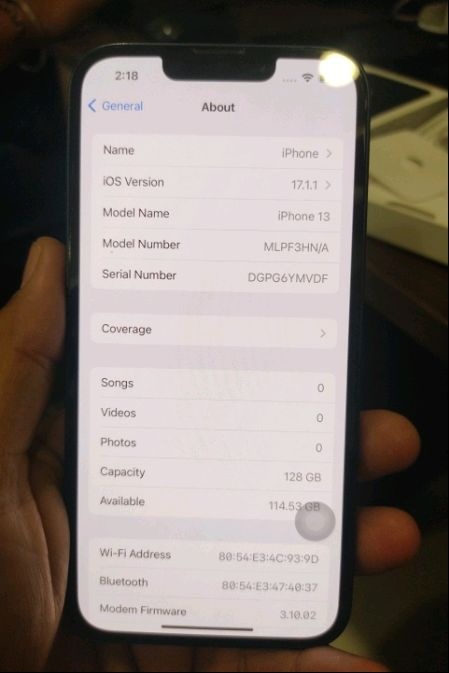 2:18
General
About
Name iPhone
iOS Version 17.1.1
Model Name iPhone 13
Model Number MLPF3HN/A
Serial Number DGPG6YMVDF
Coverage
Songs 0
Videos 0
Photos 0
Capacity 128 GB
Available 114.53 GB
Wi-Fi Address 80:54:E3:4C:93:9D
Bluetooth 80:54:E3:47:40:37
Modem Firmware 3.10.02